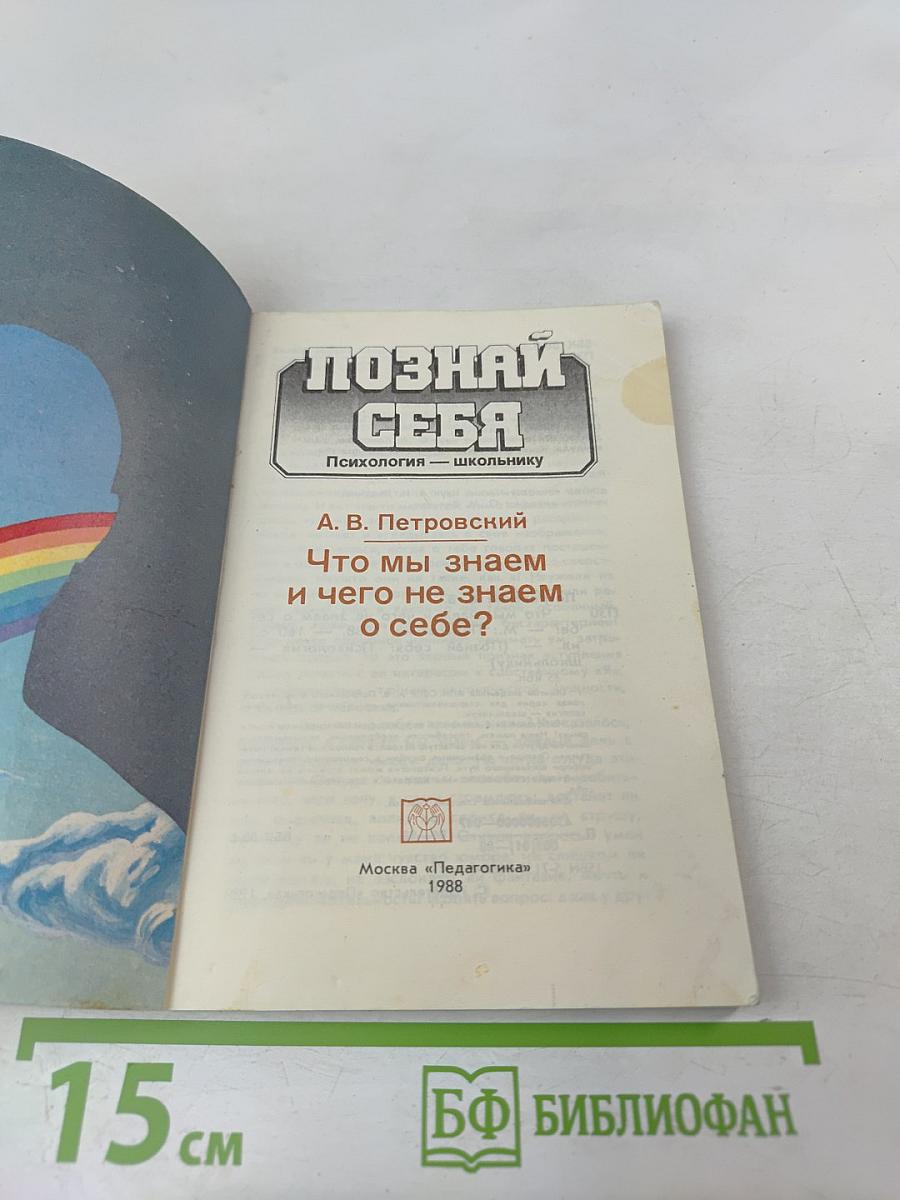 ПОЗНАЙ
СЕБЯ
Психология — школьнику
А. В. Петровский
Что мы знаем
и чего не знаем
о себе?
Москва «Педагогика»
1988
15 см
БФ БИБЛИОФАН